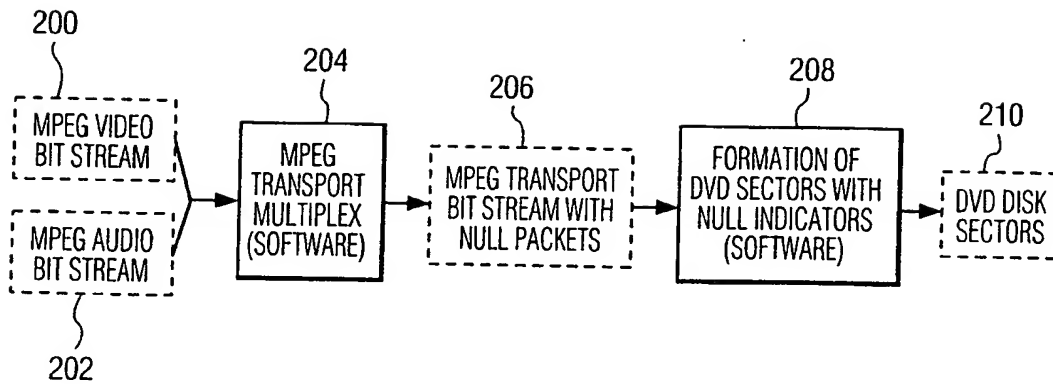 200
MPEG VIDEO
BIT STREAM
MPEG AUDIO
BIT STREAM
202
204
MPEG
TRANSPORT
MULTIPLEX
(SOFTWARE)
206
MPEG TRANSPORT
BIT STREAM WITH
NULL PACKETS
208
FORMATION OF
DVD SECTORS WITH
NULL INDICATORS
(SOFTWARE)
210
DVD DISK
SECTORS